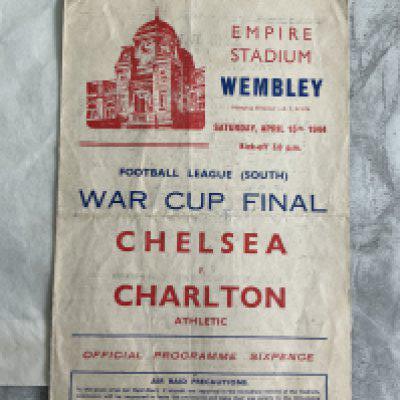 EMPIRE
STADIUM
WEMBLEY
SATURDAY, APRIL 15TH 1944
Kick-off 3.0 p.m.
FOOTBALL LEAGUE (SOUTH)
WAR CUP FINAL
CHELSEA
v.
CHARLTON
ATHLETIC
OFFICIAL PROGRAMME SIXPENCE
AIR RAID PRECAUTIONS.